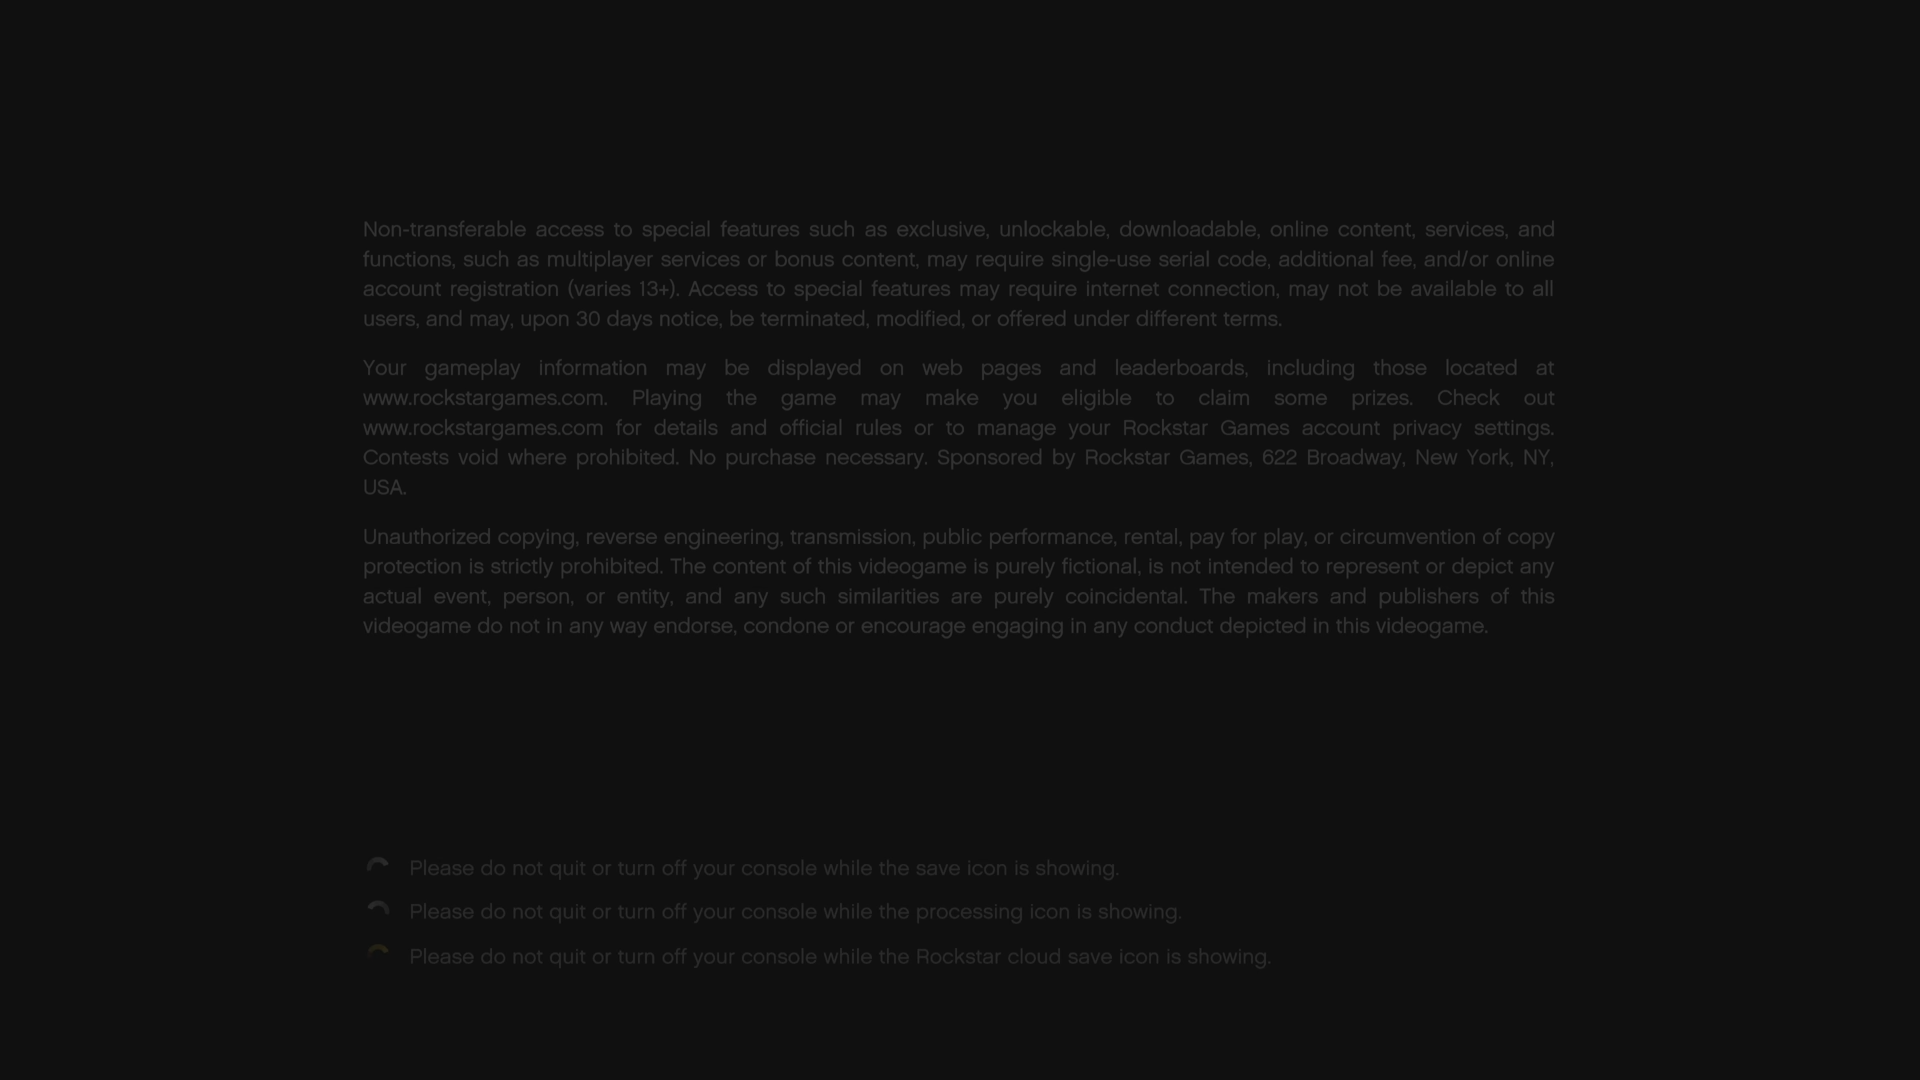 Non-transferable access to special features such as exclusive, unlockable, downloadable, online content, services, and
functions, such as multiplayer services or bonus content, may require single-use serial code, additional fee, and/or online
account registration (varies 13+). Access to special features may require internet connection, may not be available to all
users, and may, upon 30 days notice, be terminated, modified, or offered under different terms.
Your gameplay information may be displayed on web pages and leaderboards, including those located at
www.rockstargames.com. Playing the game may make you eligible to claim some prizes. Check out
www.rockstargames.com for details and official rules or to manage your Rockstar Games account privacy settings.
Contests void where prohibited. No purchase necessary. Sponsored by Rockstar Games, 622 Broadway, New York, NY,
USA.
Unauthorized copying, reverse engineering, transmission, public performance, rental, pay for play, or circumvention of copy
protection is strictly prohibited. The content of this videogame is purely fictional, is not intended to represent or depict any
actual event, person, or entity, and any such similarities are purely coincidental. The makers and publishers of this
videogame do not in any way endorse, condone or encourage engaging in any conduct depicted in this videogame.
Please do not quit or turn off your console while the save icon is showing.
Please do not quit or turn off your console while the processing icon is showing.
Please do not quit or turn off your console while the Rockstar cloud save icon is showing.